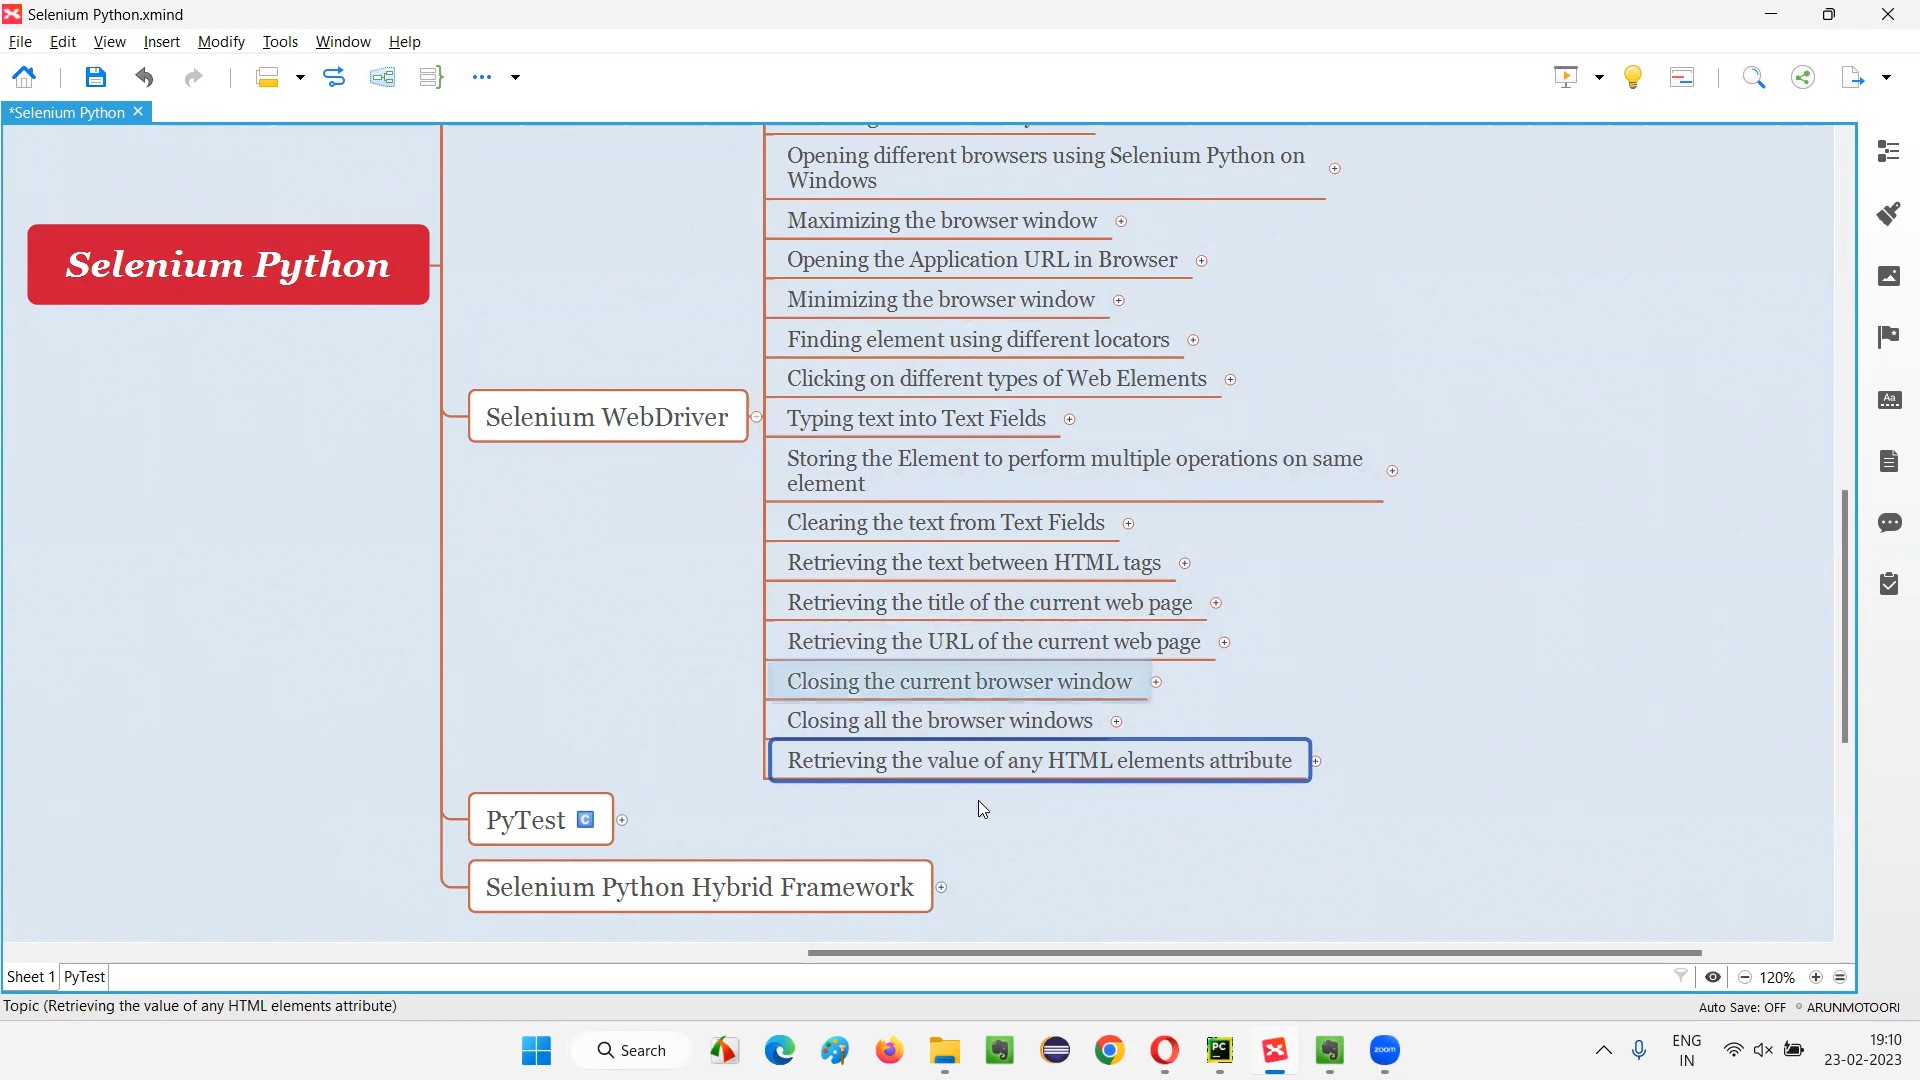 Selenium Python.xmind
File Edit View Insert Modify Tools Window Help
*Selenium Python
Opening different browsers using Selenium Python on
Windows
Maximizing the browser window
Selenium Python
Opening the Application URL in Browser
Minimizing the browser window
Finding element using different locators
Clicking on different types of Web Elements
Selenium WebDriver
Typing text into Text Fields
Storing the Element to perform multiple operations on same
element
Clearing the text from Text Fields
Retrieving the text between HTML tags
Retrieving the title of the current web page
Retrieving the URL of the current web page
Closing the current browser window
Closing all the browser windows
Retrieving the value of any HTML elements attribute
PyTest C
Selenium Python Hybrid Framework
Sheet 1 PyTest
120%
Topic (Retrieving the value of any HTML elements attribute)
Auto Save: OFF ARUNMOTOORI
Search
PC
zoom
ENG
IN
19:10
23-02-2023